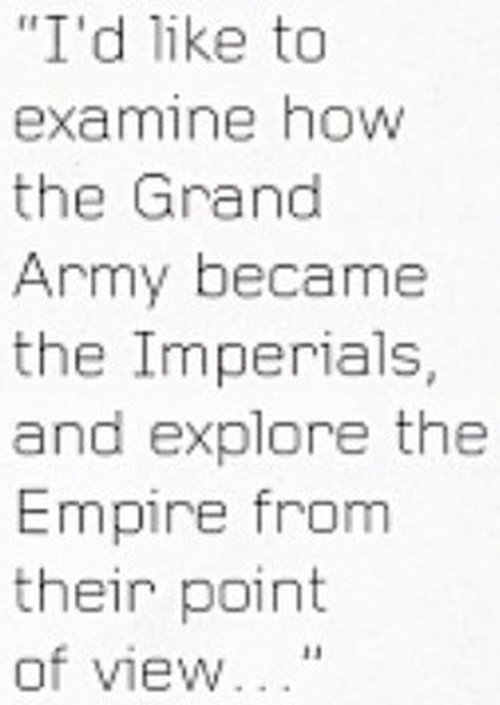 “I'd like to
examine how
the Grand
Army became
the Imperials,
and explore the
Empire from
their point
of view...”